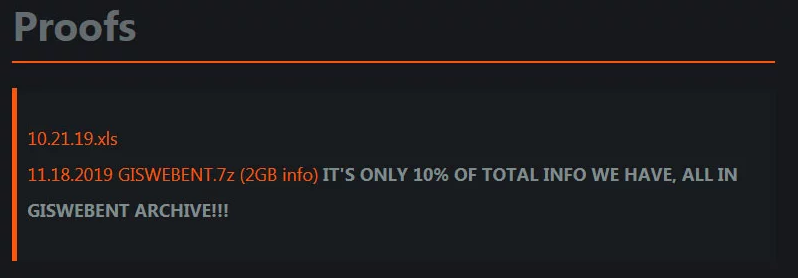 Proofs
10.21.19.xls
11.18.2019 GISWEBENT.7z (2GB info) IT'S ONLY 10% OF TOTAL INFO WE HAVE, ALL IN
GISWEBENT ARCHIVE!!!